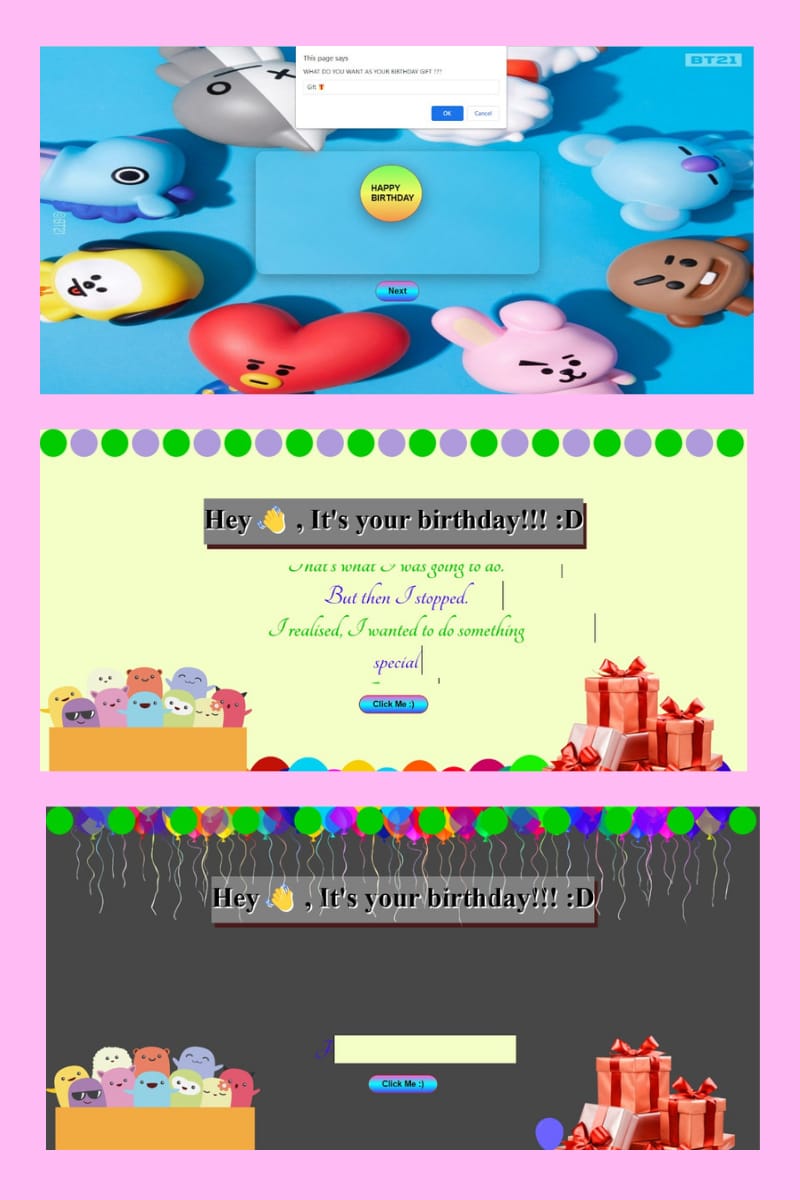 This page says
WHAT DO YOU WANT AS YOUR BIRTHDAY GIFT ???
Gift 🎁
OK Cancel
BT21
BT21
HAPPY
BIRTHDAY
Next
Hey 👋 , It's your birthday!!! :D
That's what I was going to do.
But then I stopped.
I realised, I wanted to do something
special
Click Me :)
Hey 👋 , It's your birthday!!! :D
Click Me :)